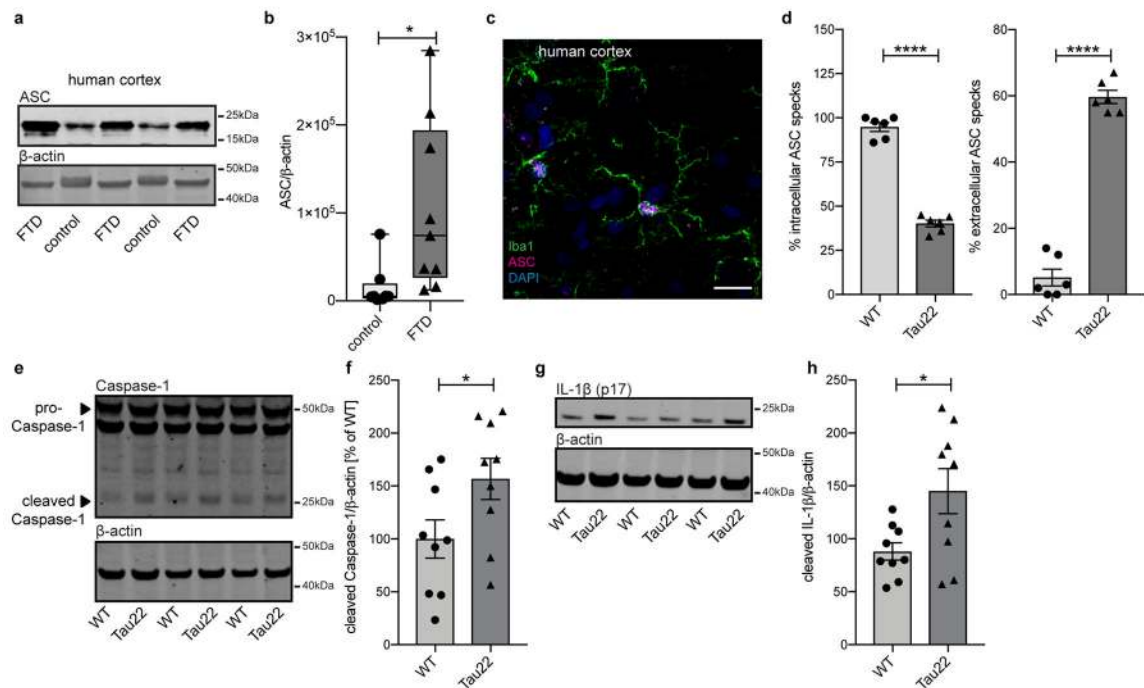 a
human cortex
ASC
25kDa
15kDa
β-actin
50kDa
40kDa
FTD
control
FTD
control
FTD
b
*
3×10⁵
2×10⁵
1×10⁵
0
ASC/β-actin
control
FTD
c
human cortex
Iba1
ASC
DAPI
d
****
150
100
50
0
% intracellular ASC specks
WT
Tau22
****
80
60
40
20
0
% extracellular ASC specks
WT
Tau22
e
Caspase-1
pro-
Caspase-1
50kDa
cleaved
Caspase-1
25kDa
β-actin
50kDa
40kDa
WT
Tau22
WT
Tau22
WT
Tau22
f
*
250
200
150
100
50
0
cleaved Caspase-1/β-actin [% of WT]
WT
Tau22
g
IL-1β (p17)
25kDa
β-actin
50kDa
40kDa
WT
Tau22
WT
Tau22
WT
Tau22
h
*
250
200
150
100
50
0
cleaved IL-1β/β-actin
WT
Tau22